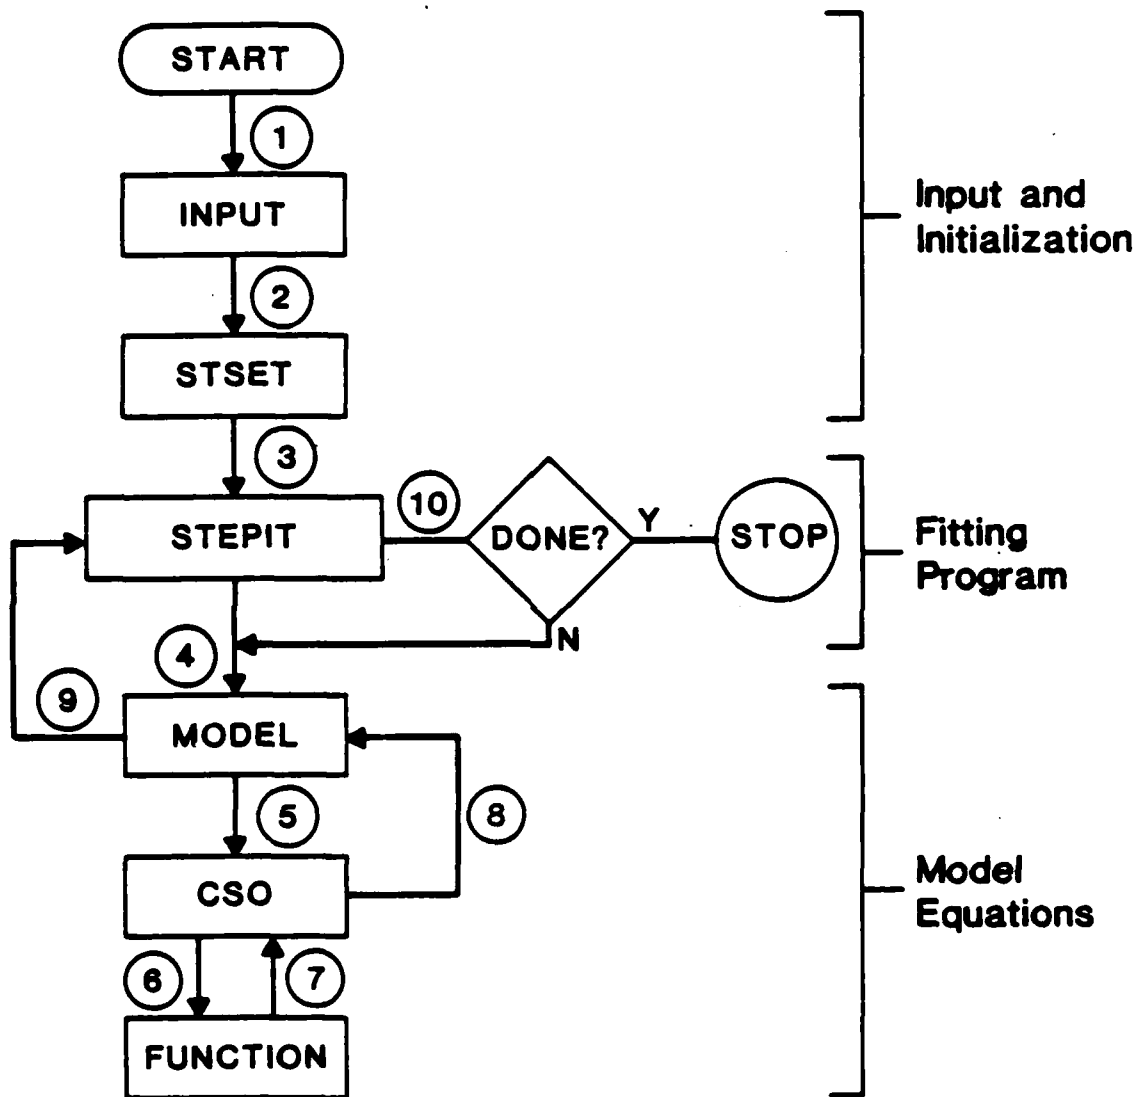 START
1
INPUT
Input and
Initialization
2
STSET
3
STEPIT
10
DONE?
Y
STOP
Fitting
Program
N
4
9
MODEL
5
8
CSO
Model
Equations
6
7
FUNCTION